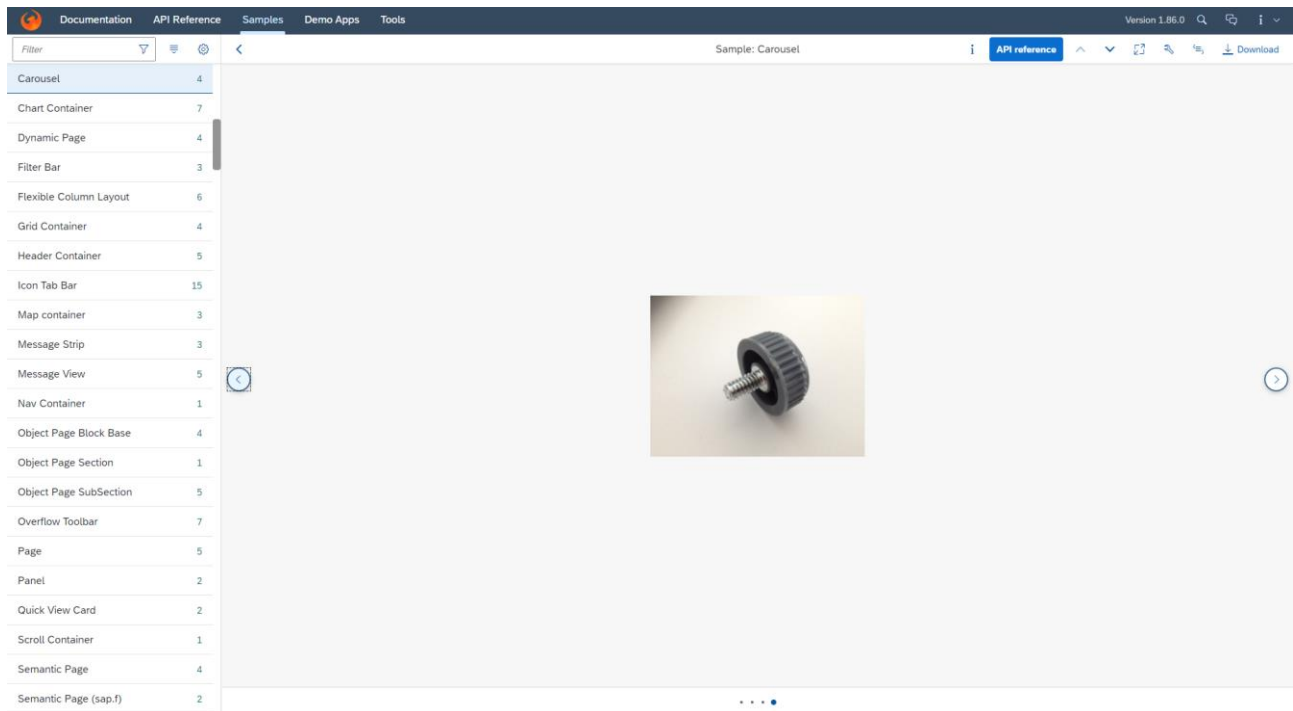 Documentation API Reference Samples Demo Apps Tools Version 1.86.0
Filter Sample: Carousel API reference Download
Carousel 4
Chart Container 7
Dynamic Page 4
Filter Bar 3
Flexible Column Layout 6
Grid Container 4
Header Container 5
Icon Tab Bar 15
Map container 3
Message Strip 3
Message View 5
Nav Container 1
Object Page Block Base 4
Object Page Section 1
Object Page SubSection 5
Overflow Toolbar 7
Page 5
Panel 2
Quick View Card 2
Scroll Container 1
Semantic Page 4
Semantic Page (sap.f) 2